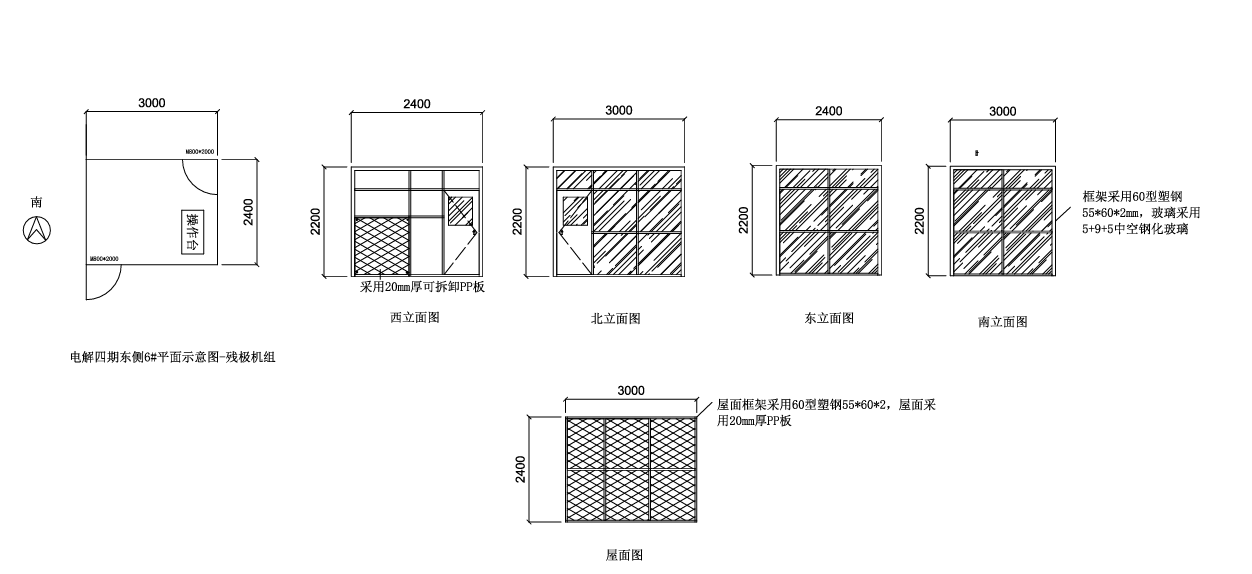 3000
2400
3000
2400
3000
M800*2000
南
操作台
2400
M800*2000
2200
2200
2200
2200
框架采用60型塑钢
55*60*2mm，玻璃采用
5+9+5中空钢化玻璃
采用20mm厚可拆卸PP板
西立面图
北立面图
东立面图
南立面图
电解四期东侧6#平面示意图-残极机组
3000
屋面框架采用60型塑钢55*60*2，屋面采
用20mm厚PP板
2400
屋面图